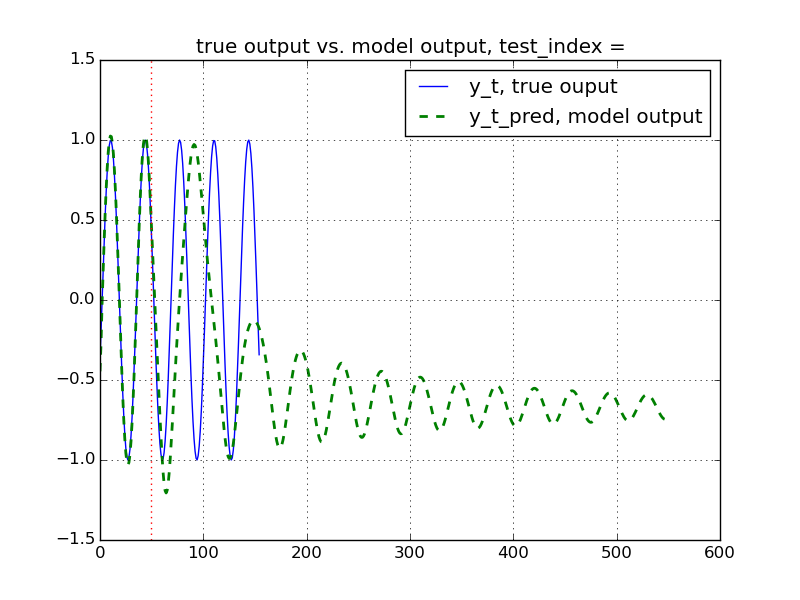 true output vs. model output, test_index =
y_t, true ouput
y_t_pred, model output
1.5
1.0
0.5
0.0
−0.5
−1.0
−1.5
0 100 200 300 400 500 600